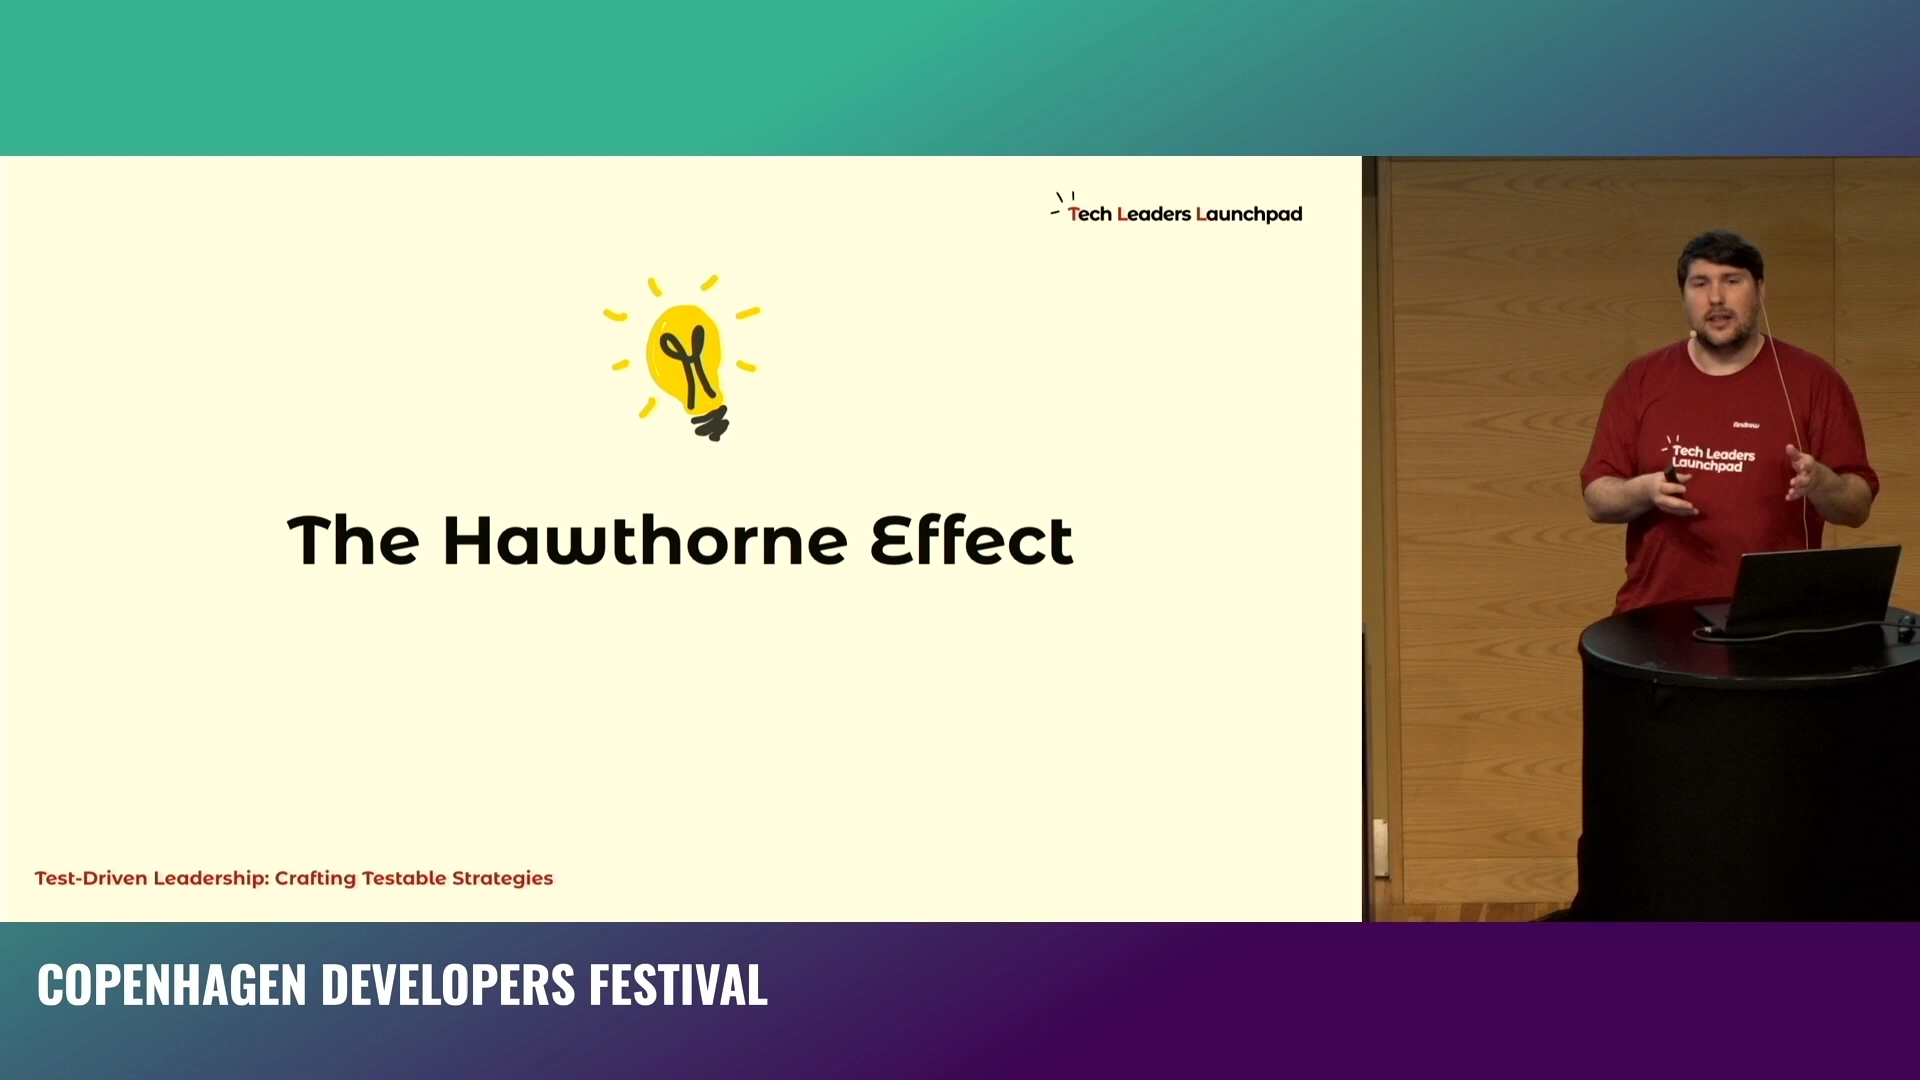 Tech Leaders Launchpad
The Hawthorne Effect
Test-Driven Leadership: Crafting Testable Strategies
Andrew
Tech Leaders
Launchpad
COPENHAGEN DEVELOPERS FESTIVAL